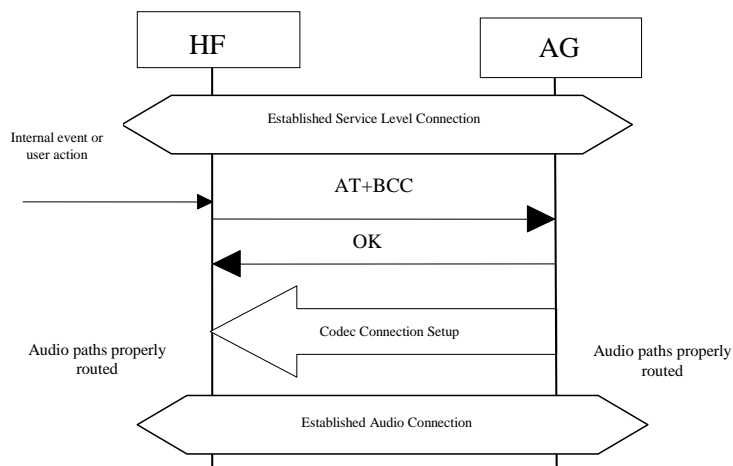 HF
AG
Established Service Level Connection
Internal event or
user action
AT+BCC
OK
Codec Connection Setup
Audio paths properly
routed
Audio paths properly
routed
Established Audio Connection